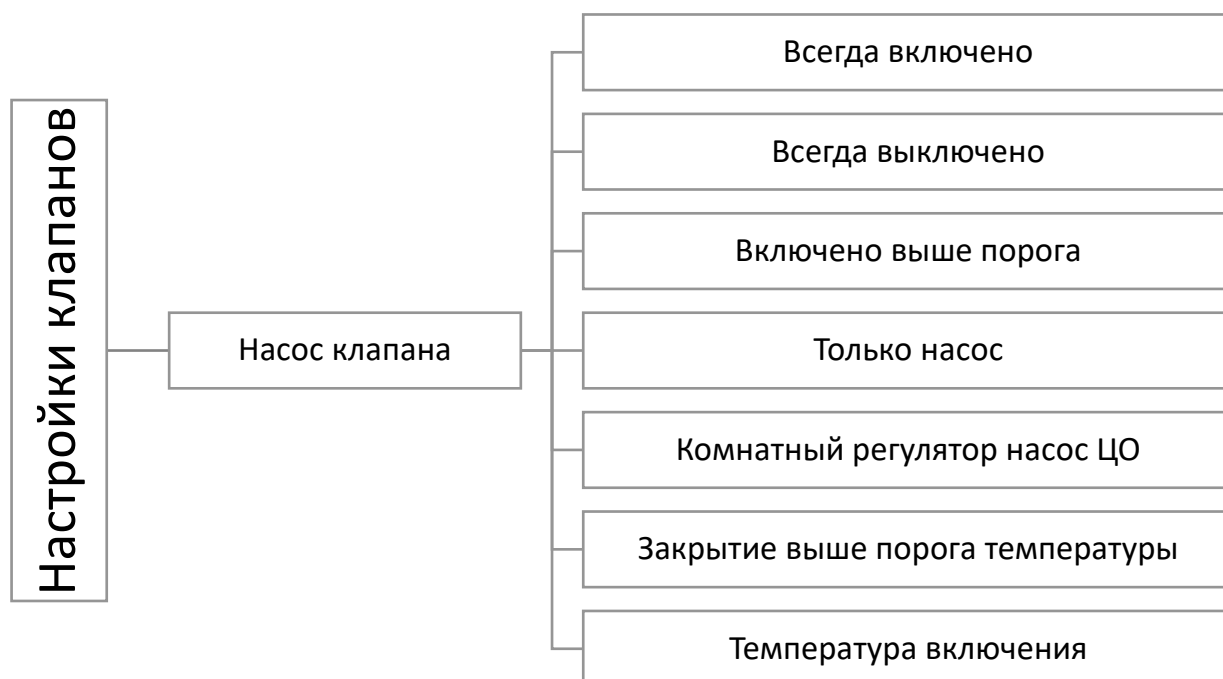 Настройки клапанов
Насос клапана
Всегда включено
Всегда выключено
Включено выше порога
Только насос
Комнатный регулятор насос ЦО
Закрытие выше порога температуры
Температура включения